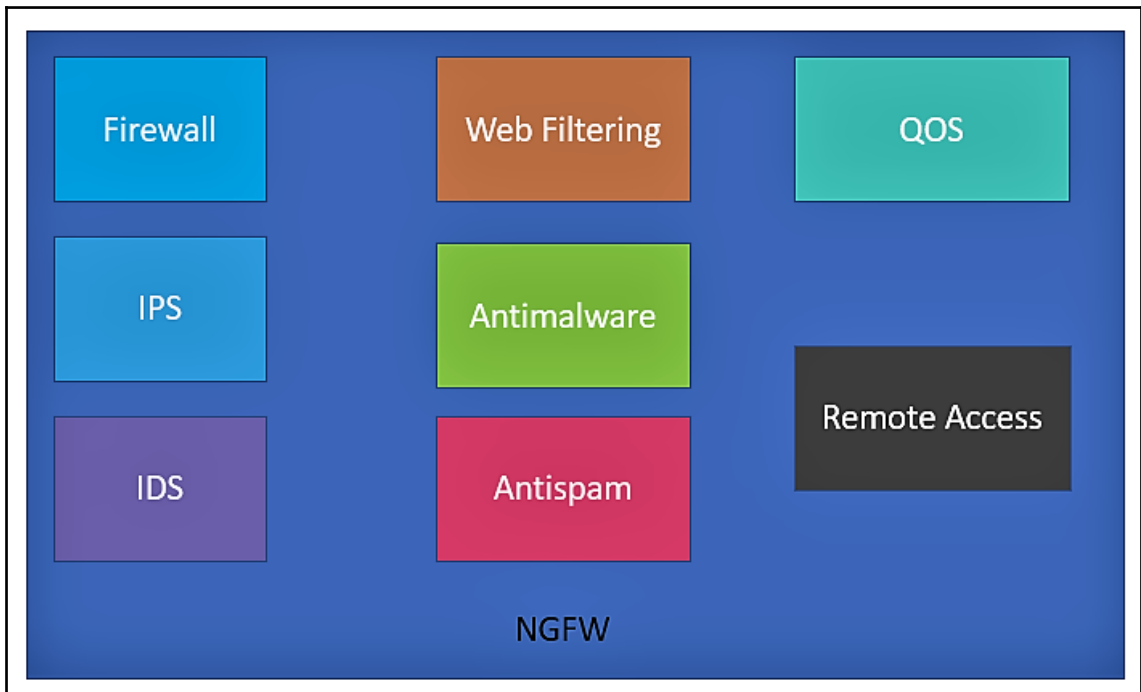 Firewall
Web Filtering
QOS
IPS
Antimalware
Remote Access
IDS
Antispam
NGFW